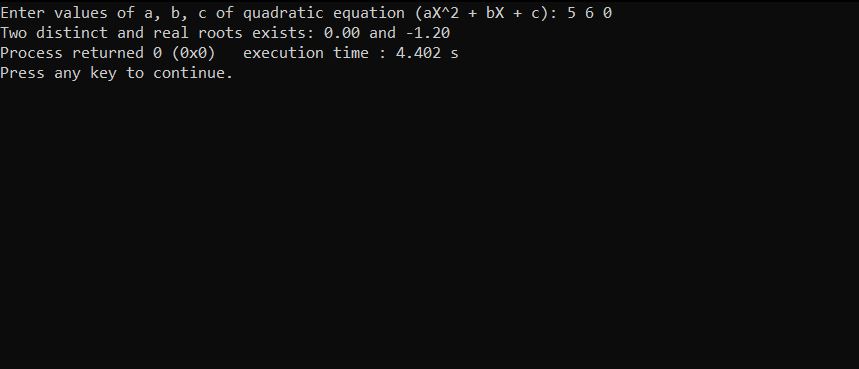 Enter values of a, b, c of quadratic equation (aX^2 + bX + c): 5 6 0
Two distinct and real roots exists: 0.00 and -1.20
Process returned 0 (0x0)   execution time : 4.402 s
Press any key to continue.